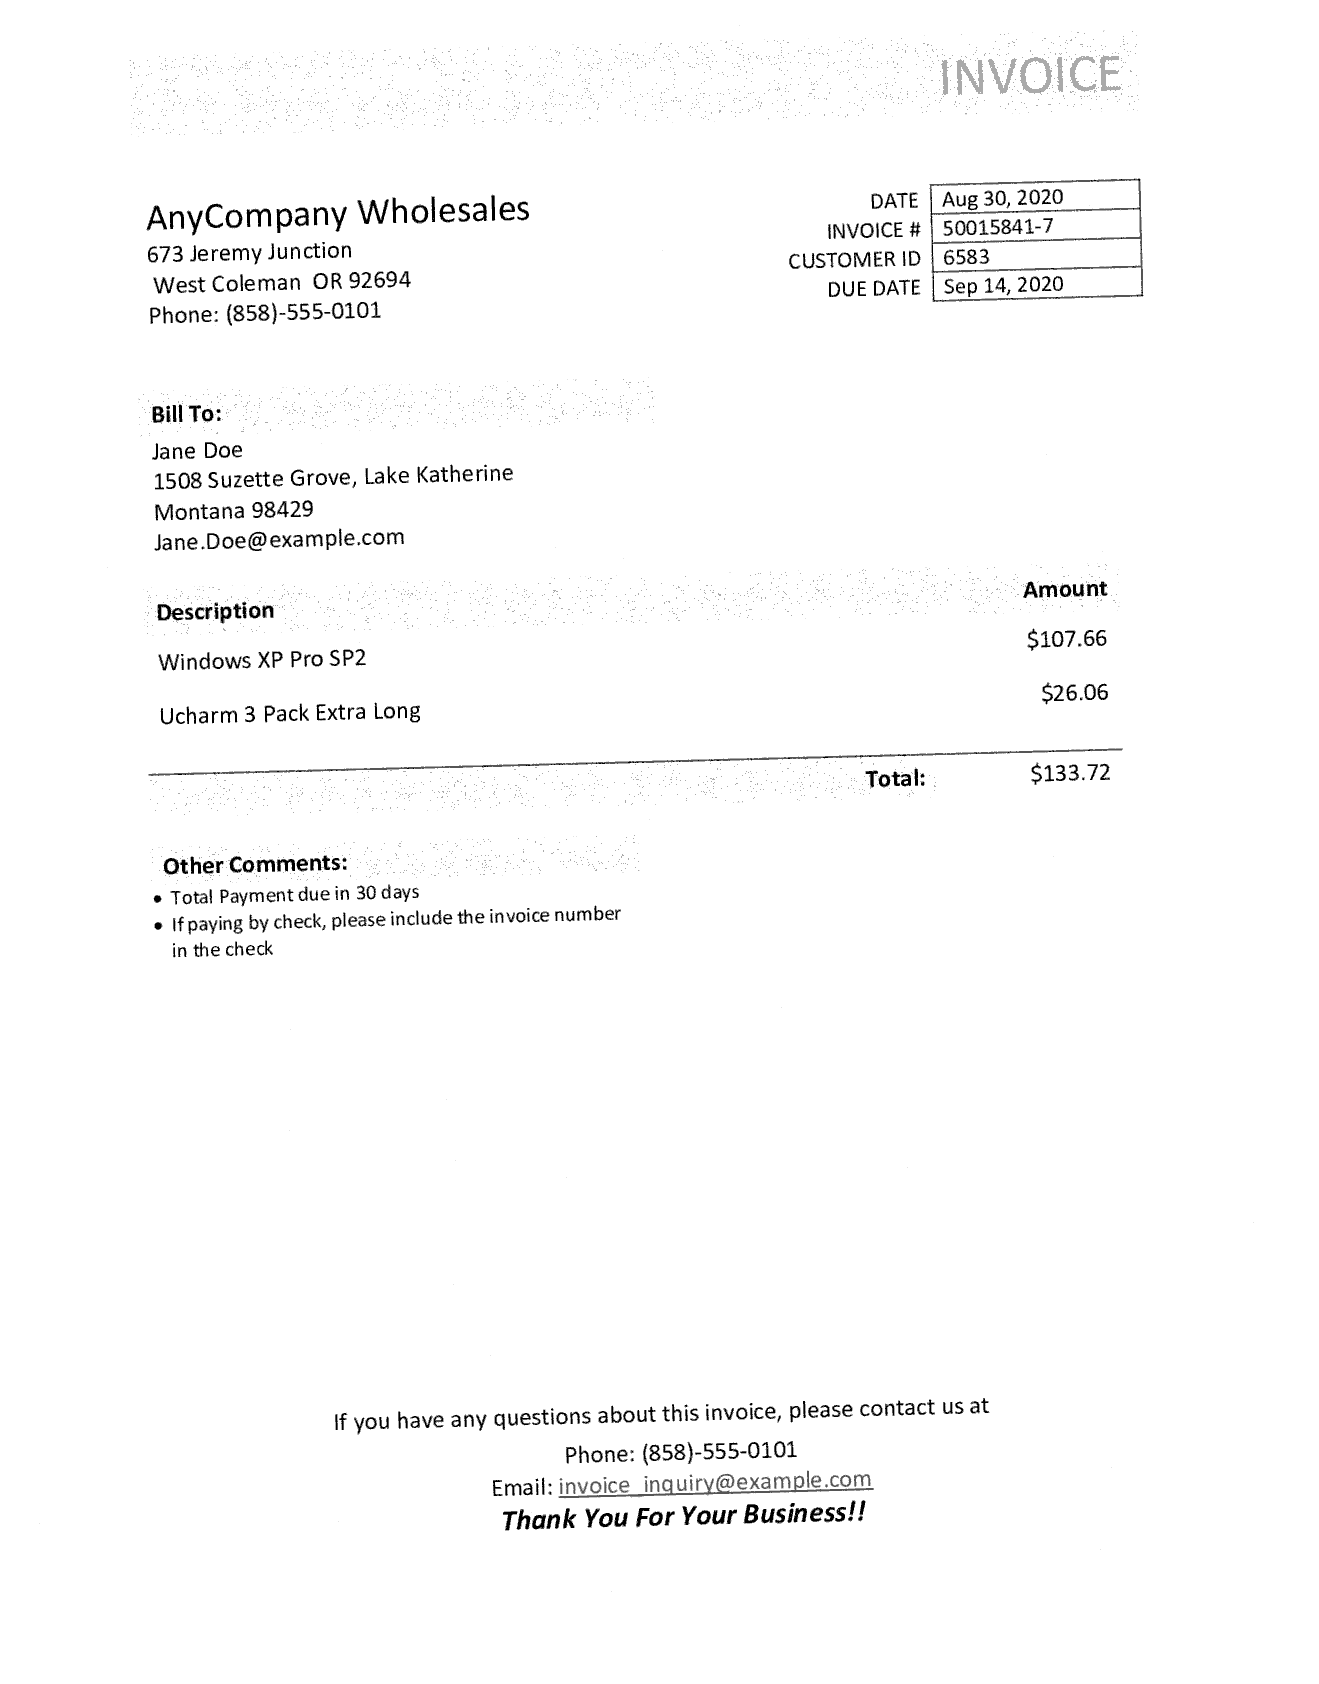 INVOICE
AnyCompany Wholesales
673 Jeremy Junction
West Coleman OR 92694
Phone: (858)-555-0101
DATE Aug 30, 2020
INVOICE # 50015841-7
CUSTOMER ID 6583
DUE DATE Sep 14, 2020
Bill To:
Jane Doe
1508 Suzette Grove, Lake Katherine
Montana 98429
Jane.Doe@example.com
Description Amount
Windows XP Pro SP2 $107.66
Ucharm 3 Pack Extra Long $26.06
Total: $133.72
Other Comments:
• Total Payment due in 30 days
• If paying by check, please include the invoice number
in the check
If you have any questions about this invoice, please contact us at
Phone: (858)-555-0101
Email: invoice_inquiry@example.com
Thank You For Your Business!!